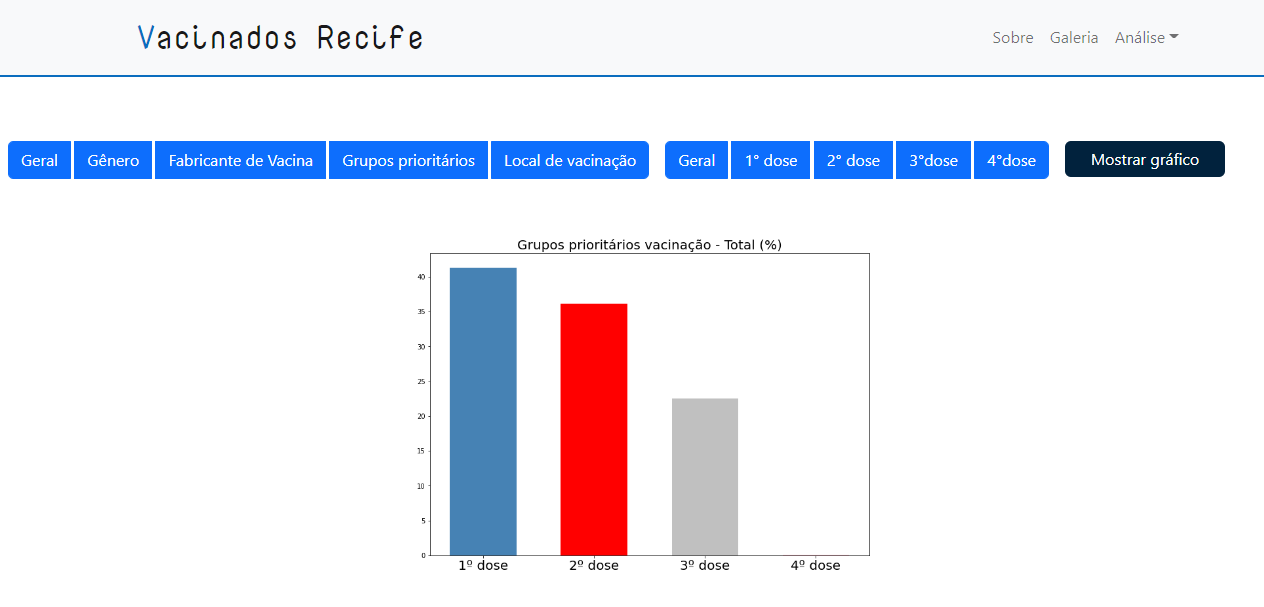 Vacinados Recife
Sobre Galeria Análise
Geral Gênero Fabricante de Vacina Grupos prioritários Local de vacinação Geral 1° dose 2° dose 3°dose 4°dose Mostrar gráfico
Grupos prioritários vacinação - Total (%)
40
35
30
25
20
15
10
5
0
1º dose 2º dose 3º dose 4º dose